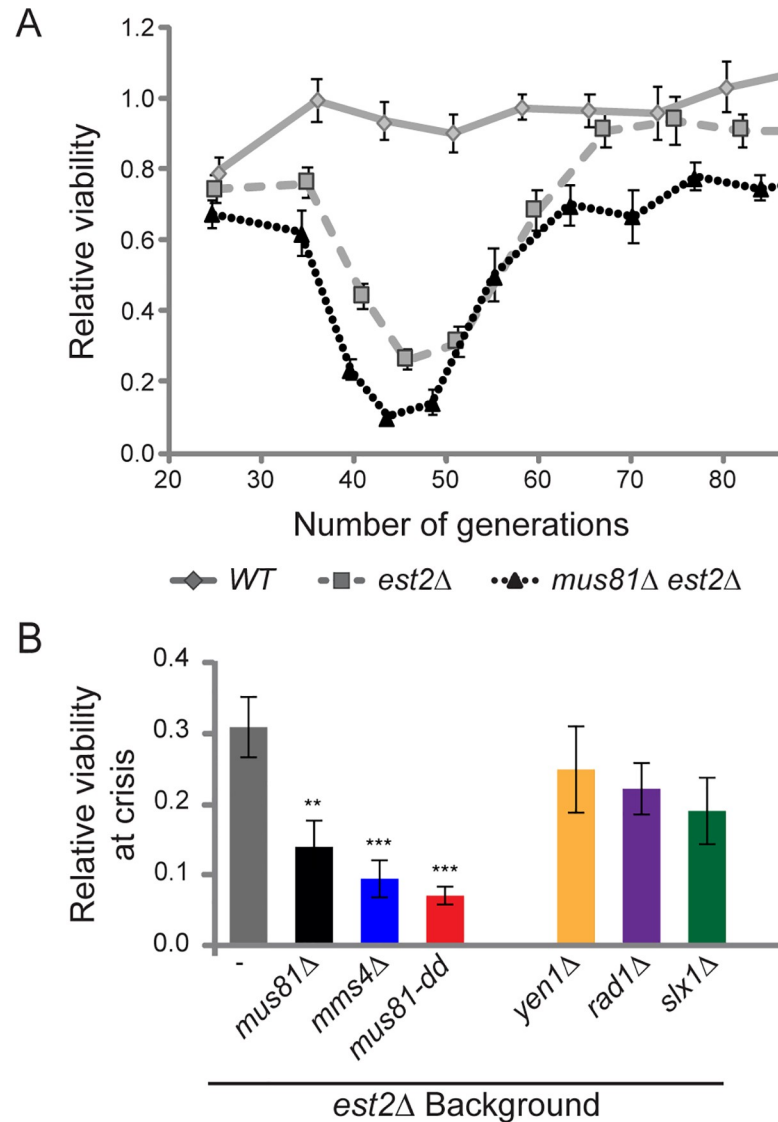 A
Relative viability
1.2
1.0
0.8
0.6
0.4
0.2
0.0
20 30 40 50 60 70 80
Number of generations
WT est2Δ mus81Δ est2Δ
B
Relative viability
at crisis
0.4
0.3
0.2
0.1
0.0
** *** ***
- mus81Δ mms4Δ mus81-dd yen1Δ rad1Δ slx1Δ
est2Δ Background